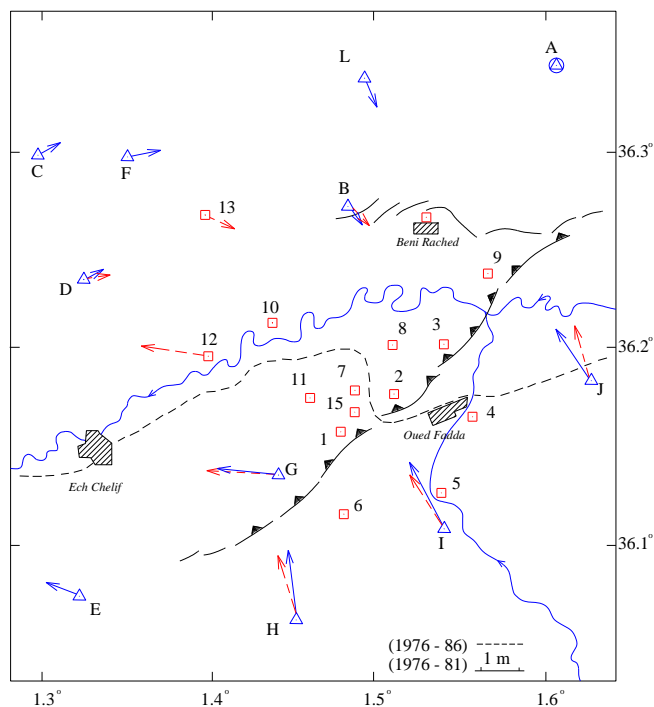 A
L
36.3°
C
F
B
13
Beni Rached
9
D
10
12
8
3
36.2°
11
7
2
15
J
4
1
Oued Fadda
Ech Chelif
G
5
6
I
36.1°
E
H
(1976 - 86)
(1976 - 81)
1 m
1.3°
1.4°
1.5°
1.6°